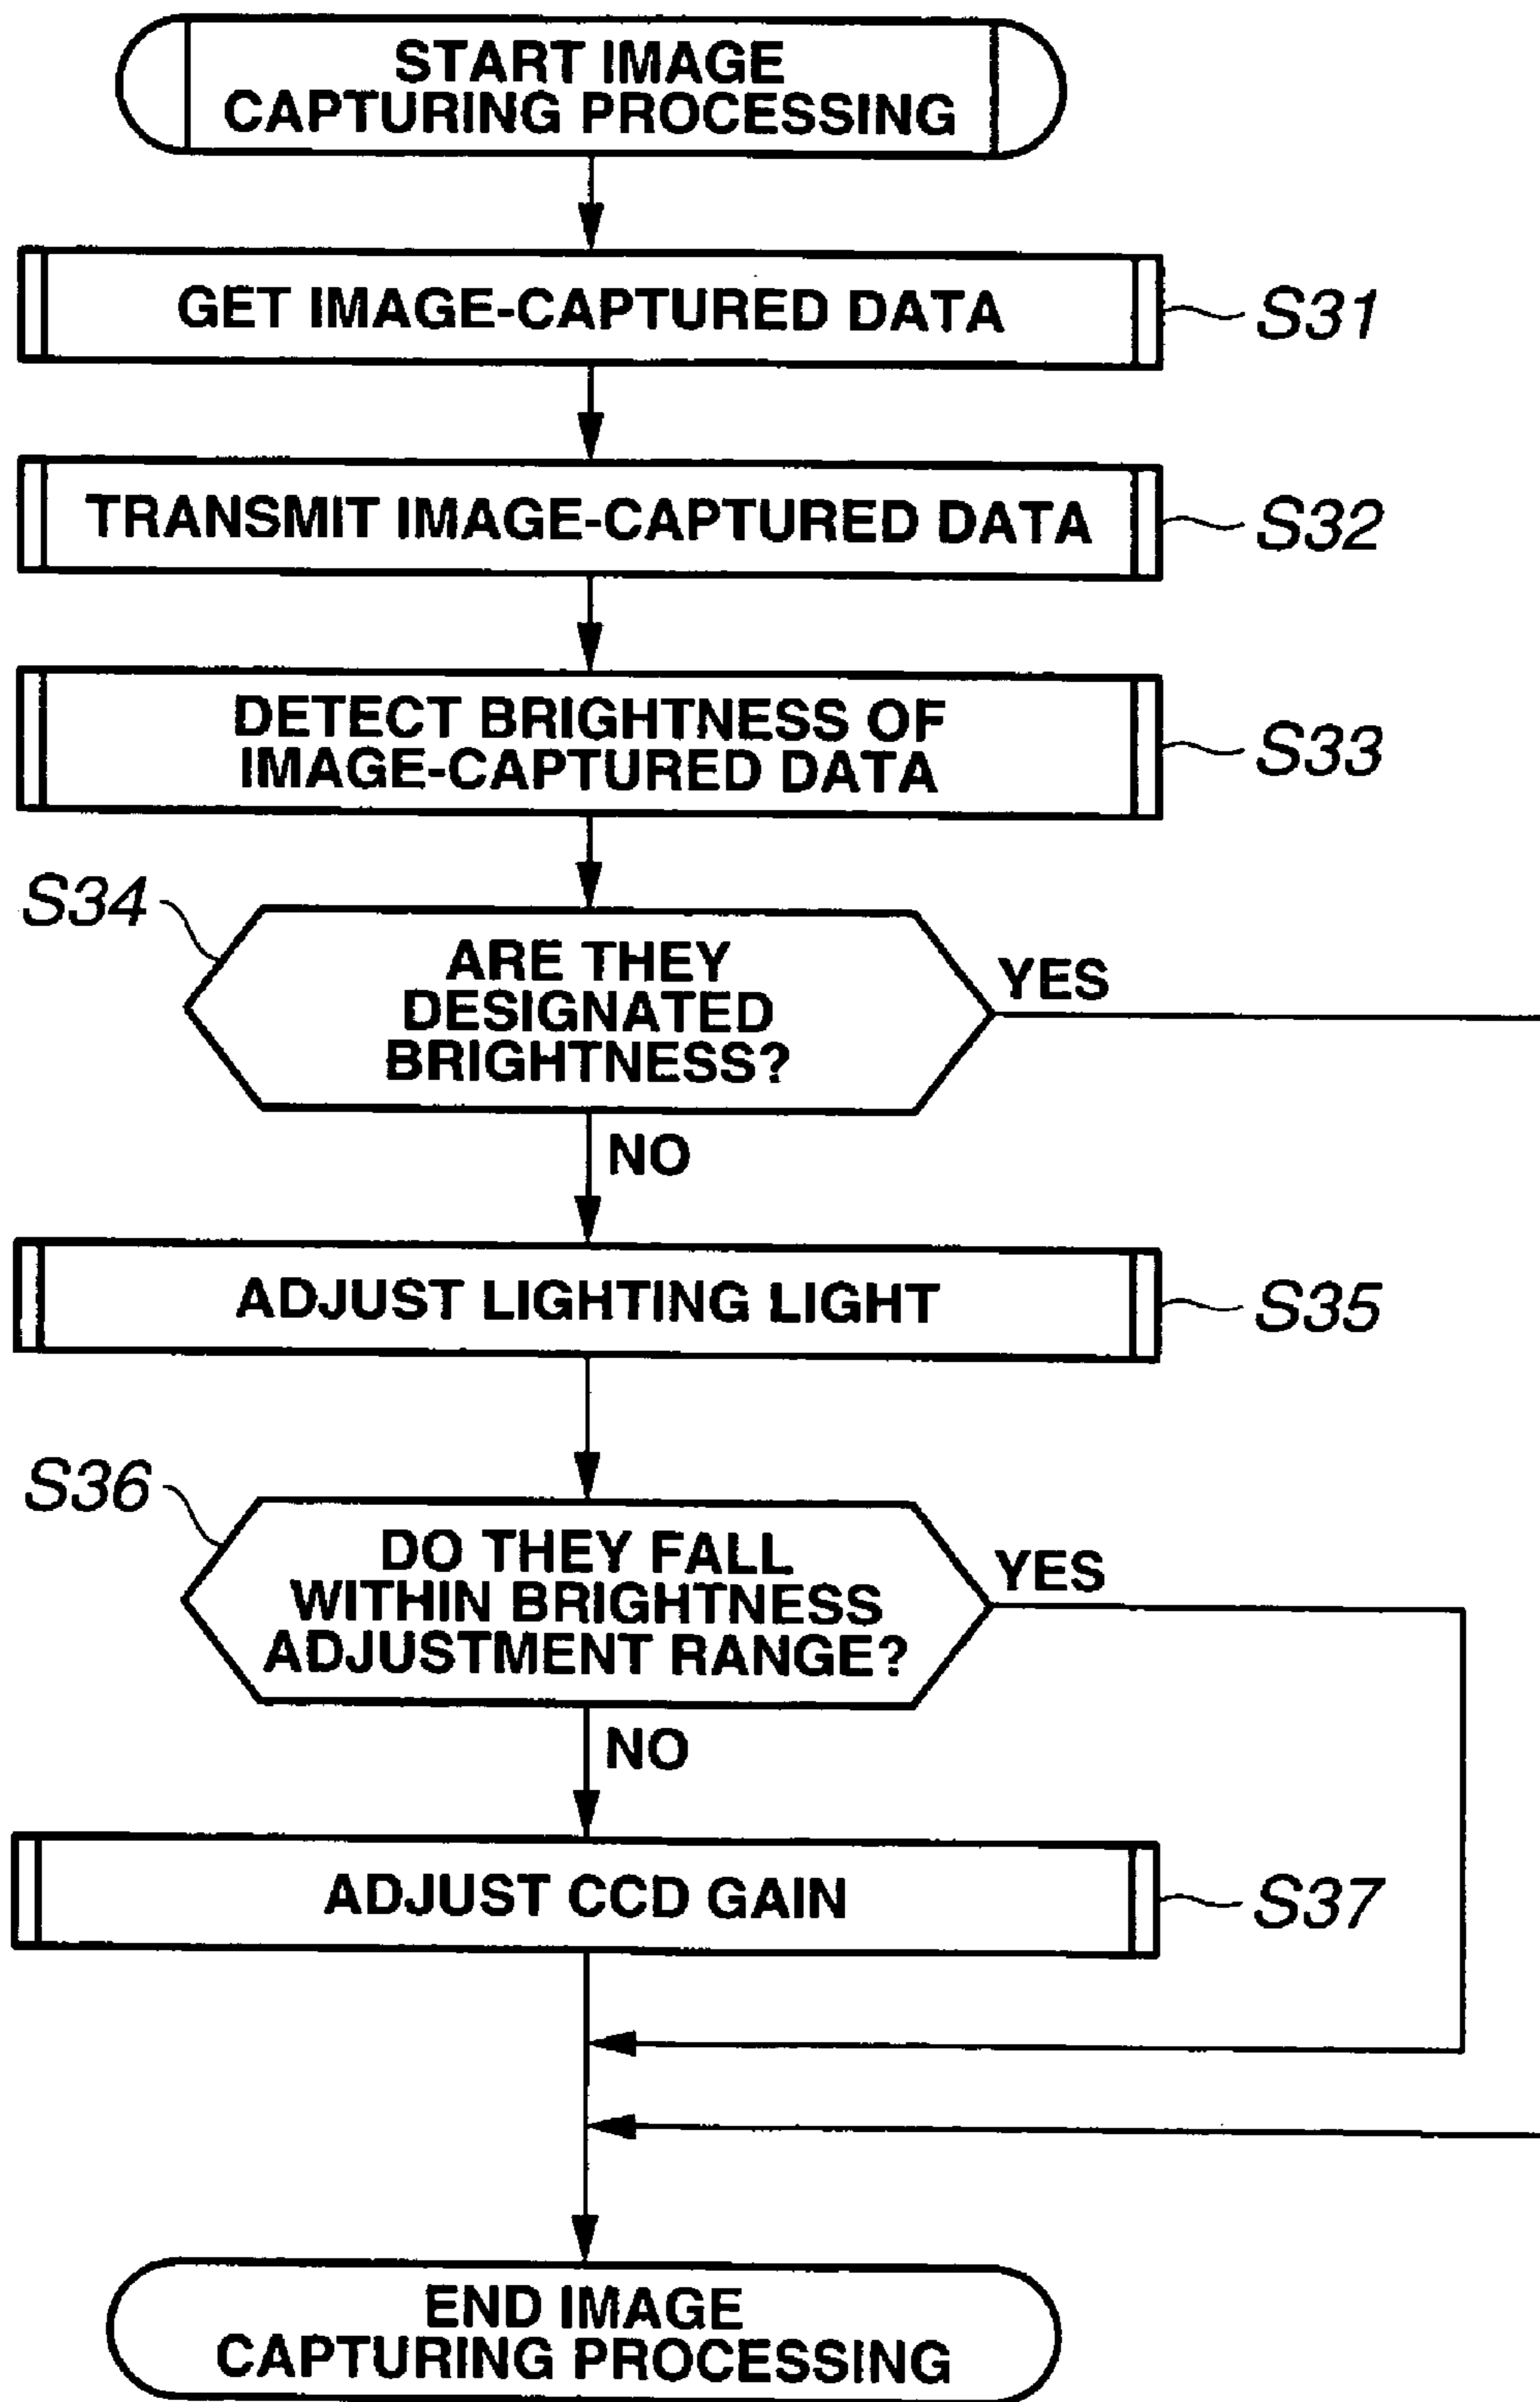 START IMAGE
CAPTURING PROCESSING
GET IMAGE-CAPTURED DATA
S31
TRANSMIT IMAGE-CAPTURED DATA
S32
DETECT BRIGHTNESS OF
IMAGE-CAPTURED DATA
S33
S34
ARE THEY
DESIGNATED
BRIGHTNESS?
YES
NO
ADJUST LIGHTING LIGHT
S35
S36
DO THEY FALL
WITHIN BRIGHTNESS
ADJUSTMENT RANGE?
YES
NO
ADJUST CCD GAIN
S37
END IMAGE
CAPTURING PROCESSING